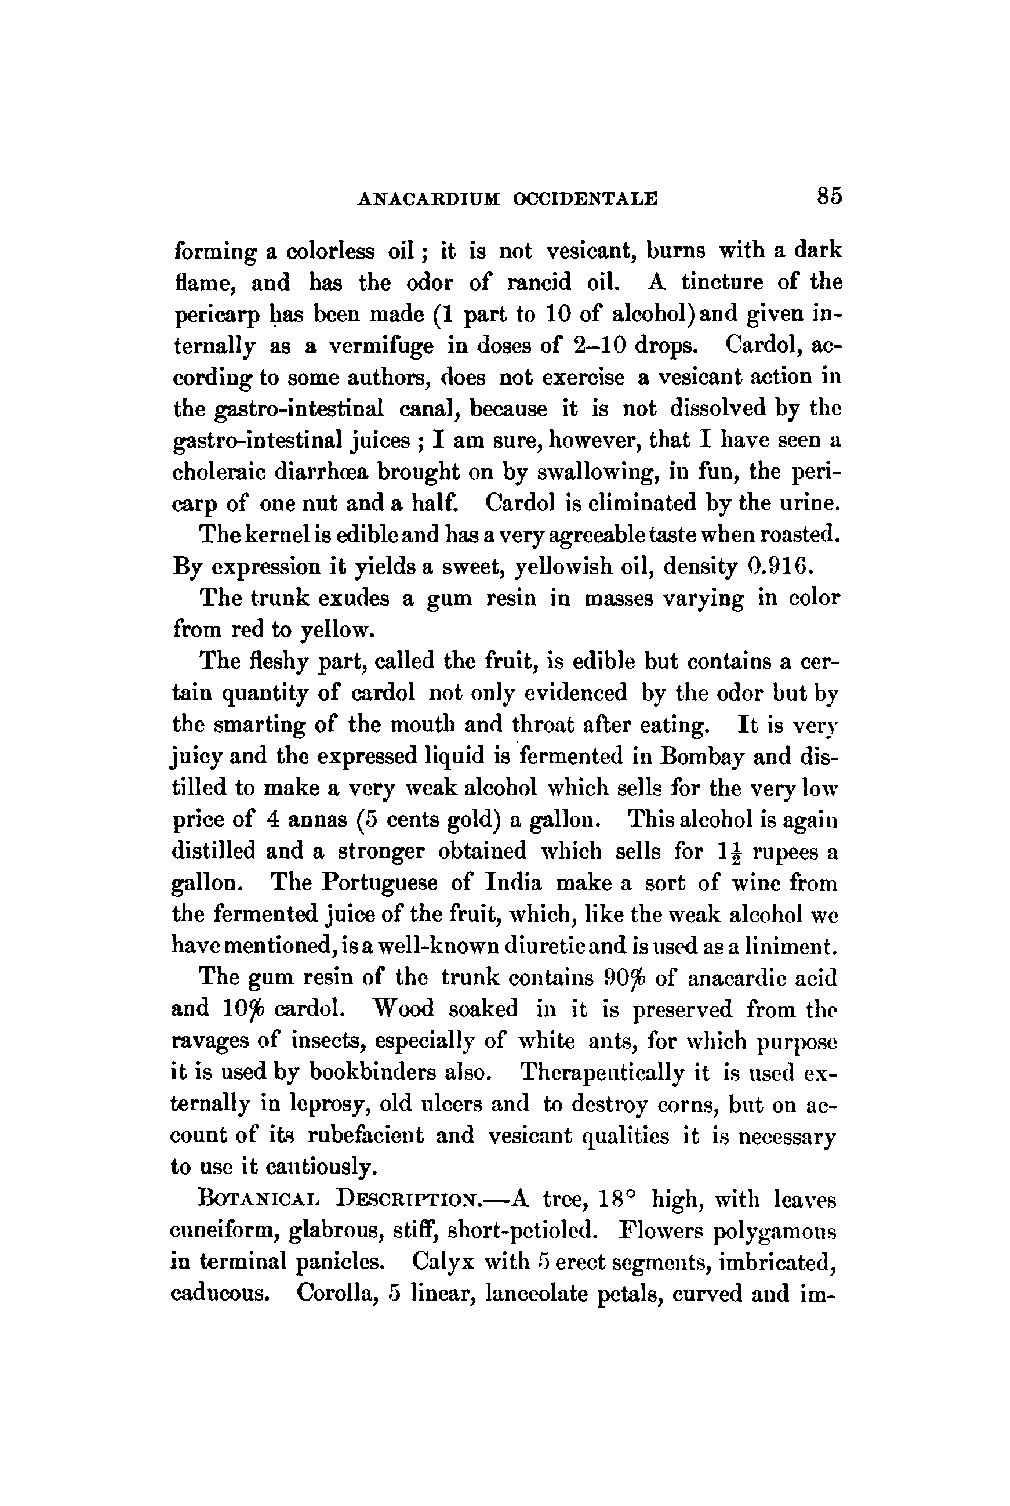 ANACARDIUM OCCIDENTALE 85
forming a colorless oil ; it is not vesicant, burns with a dark
flame, and has the odor of rancid oil. A tincture of the
pericarp has been made (1 part to 10 of alcohol) and given in-
ternally as a vermifuge in doses of 2–10 drops. Cardol, ac-
cording to some authors, does not exercise a vesicant action in
the gastro-intestinal canal, because it is not dissolved by the
gastro-intestinal juices ; I am sure, however, that I have seen a
choleraic diarrhœa brought on by swallowing, in fun, the peri-
carp of one nut and a half. Cardol is eliminated by the urine.
The kernel is edible and has a very agreeable taste when roasted.
By expression it yields a sweet, yellowish oil, density 0.916.
The trunk exudes a gum resin in masses varying in color
from red to yellow.
The fleshy part, called the fruit, is edible but contains a cer-
tain quantity of cardol not only evidenced by the odor but by
the smarting of the mouth and throat after eating. It is very
juicy and the expressed liquid is fermented in Bombay and dis-
tilled to make a very weak alcohol which sells for the very low
price of 4 annas (5 cents gold) a gallon. This alcohol is again
distilled and a stronger obtained which sells for 1½ rupees a
gallon. The Portuguese of India make a sort of wine from
the fermented juice of the fruit, which, like the weak alcohol we
have mentioned, is a well-known diuretic and is used as a liniment.
The gum resin of the trunk contains 90% of anacardic acid
and 10% cardol. Wood soaked in it is preserved from the
ravages of insects, especially of white ants, for which purpose
it is used by bookbinders also. Therapeutically it is used ex-
ternally in leprosy, old ulcers and to destroy corns, but on ac-
count of its rubefacient and vesicant qualities it is necessary
to use it cautiously.
BOTANICAL DESCRIPTION.—A tree, 18° high, with leaves
cuneiform, glabrous, stiff, short-petioled. Flowers polygamous
in terminal panicles. Calyx with 5 erect segments, imbricated,
caducous. Corolla, 5 linear, lanceolate petals, curved and im-